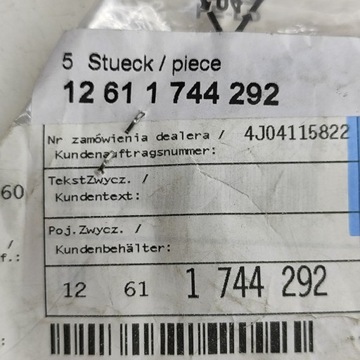 5 Stueck / piece
12 61 1 744 292
Nr zamówienia dealera / 4J04115822
Kundenauftragsnummer:
60
TekstZwycz. /
Kundentext:
Poj.Zwycz. /
/
Kundenbehälter:
f.:
12 61 1 744 292